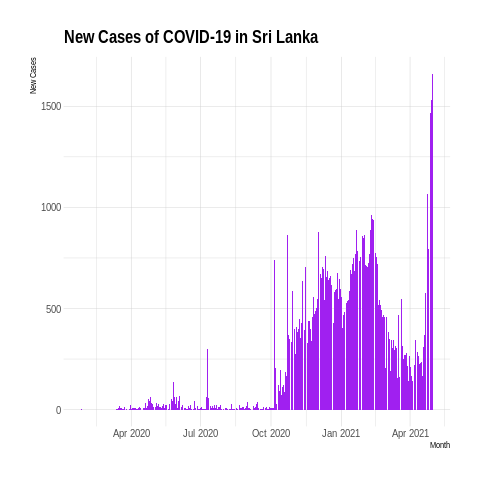 New Cases of COVID-19 in Sri Lanka
New Cases
1500
1000
500
0
Apr 2020 Jul 2020 Oct 2020 Jan 2021 Apr 2021
Month